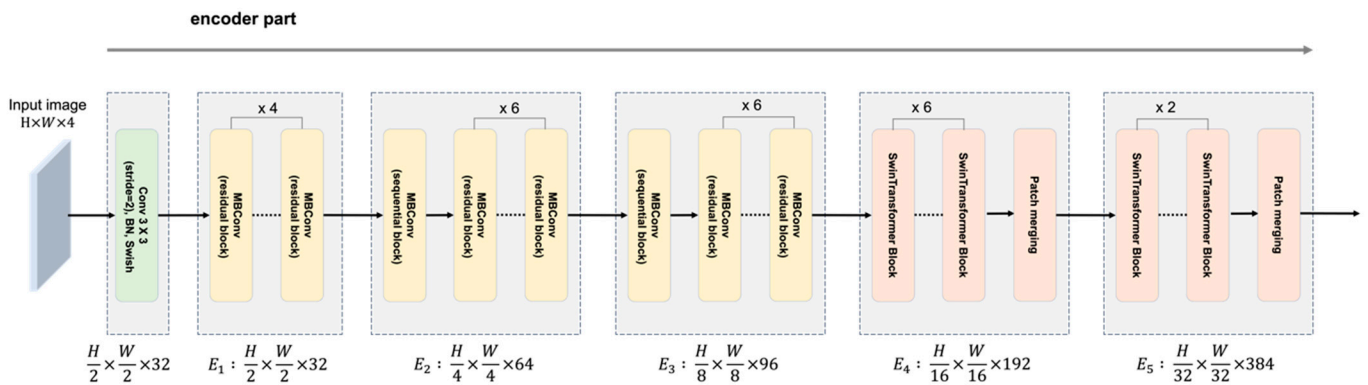 encoder part
Input image
H×W×4
Conv 3 X 3
(stride=2), BN, Swish
H/2 × W/2 ×32
x 4
MBConv
(residual block)
MBConv
(residual block)
E₁ : H/2 × W/2 ×32
x 6
MBConv
(sequential block)
MBConv
(residual block)
MBConv
(residual block)
E₂ : H/4 × W/4 ×64
x 6
MBConv
(sequential block)
MBConv
(residual block)
MBConv
(residual block)
E₃ : H/8 × W/8 ×96
x 6
SwinTransformer Block
SwinTransformer Block
Patch merging
E₄ : H/16 × W/16 ×192
x 2
SwinTransformer Block
SwinTransformer Block
Patch merging
E₅ : H/32 × W/32 ×384